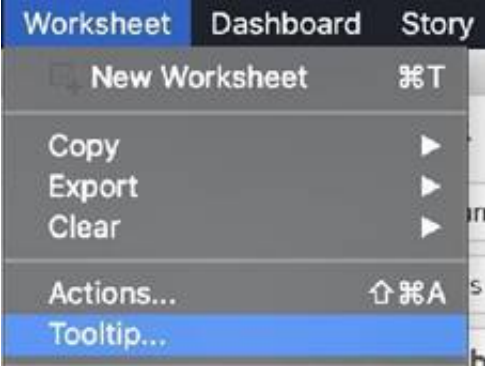 Worksheet Dashboard Story
New Worksheet ⌘T
Copy ▶
Export ▶
Clear ▶
Actions... ⇧⌘A
Tooltip...